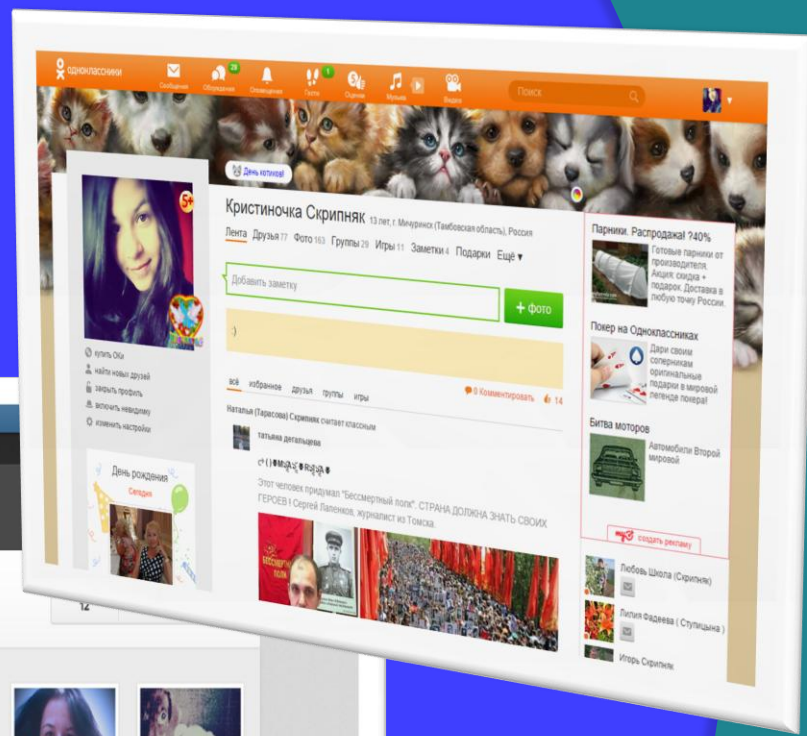 одноклассники
Сообщения
Обсуждения
Оповещения
Гости
Оценки
Музыка
Видео
Поиск
29
1
День котиков!
5+
Кристиночка Скрипняк 13 лет, г. Мичуринск (Тамбовская область), Россия
Лента Друзья 77 Фото 163 Группы 29 Игры 11 Заметки 4 Подарки Ещё ▾
Добавить заметку
+ фото
:)
0 Комментировать 14
всё избранное друзья группы игры
Наталья (Тарасова) Скрипняк считает классным
татьяна дегальцева
Этот человек придумал "Бессмертный полк". СТРАНА ДОЛЖНА ЗНАТЬ СВОИХ
ГЕРОЕВ ! Сергей Лапенков, журналист из Томска.
купить ОКи
найти новых друзей
закрыть профиль
включить невидимку
изменить настройки
День рождения
Сегодня
Парники. Распродажа! ?40%
Готовые парники от
производителя.
Акция: скидка +
подарок. Доставка в
любую точку России.
Покер на Одноклассниках
Дари своим
соперникам
оригинальные
подарки в мировой
легенде покера!
Битва моторов
Автомобили Второй
мировой
создать рекламу
Любовь Школа (Скрипняк)
Лилия Фадеева ( Ступицына )
Игорь Скрипняк
12